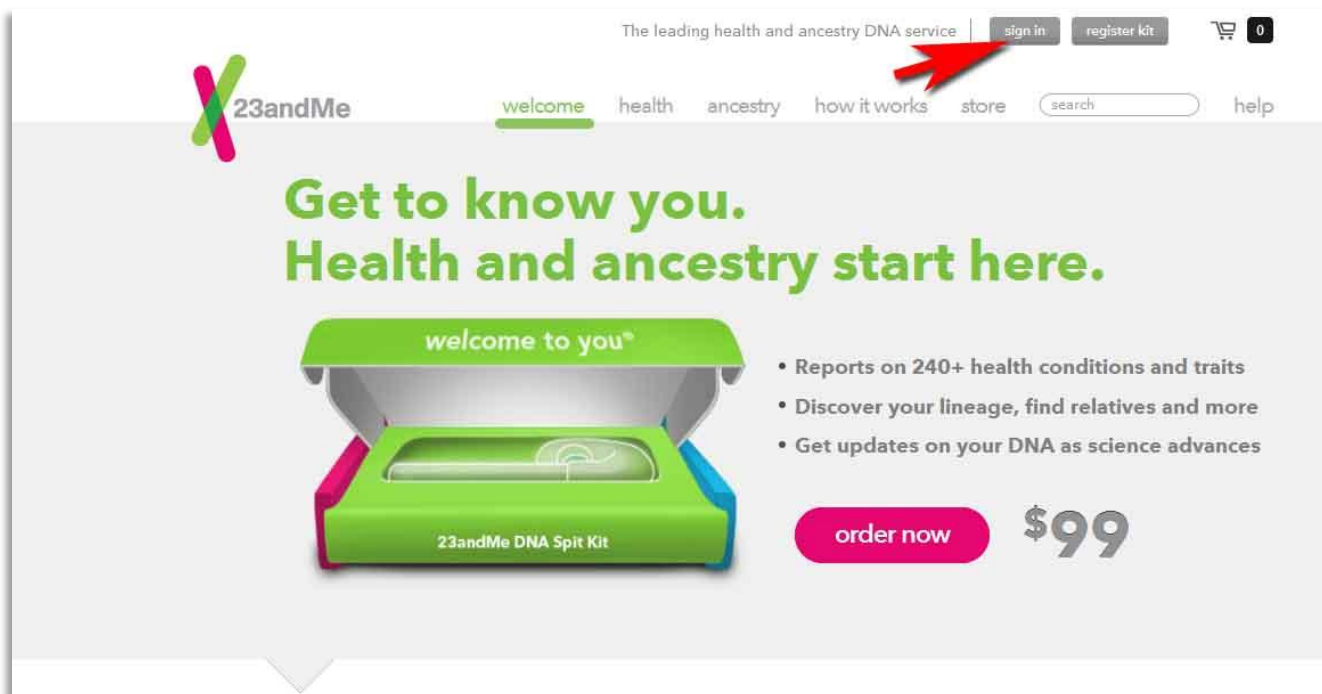 The leading health and ancestry DNA service
sign in
register kit
0
23andMe
welcome health ancestry how it works store search help
Get to know you.
Health and ancestry start here.
welcome to you®
23andMe DNA Spit Kit
• Reports on 240+ health conditions and traits
• Discover your lineage, find relatives and more
• Get updates on your DNA as science advances
order now
$99